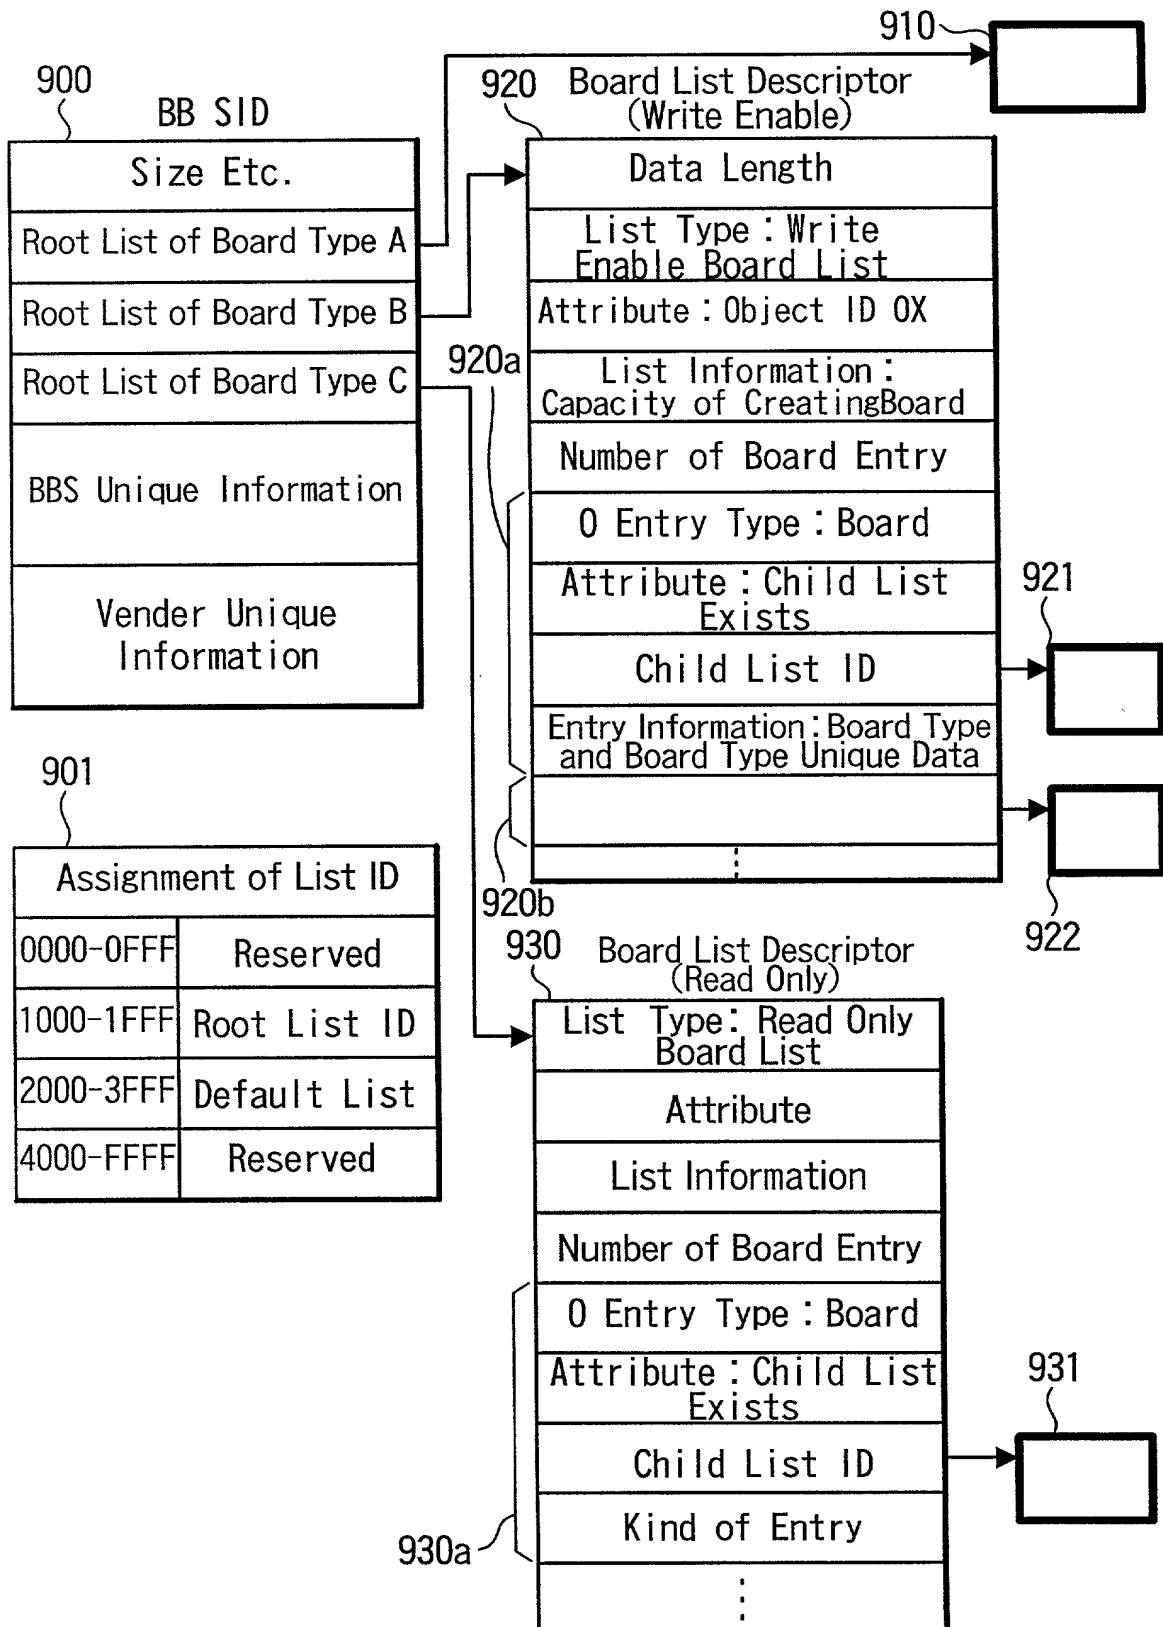 910
900
BB SID
Size Etc.
Root List of Board Type A
Root List of Board Type B
Root List of Board Type C
BBS Unique Information
Vender Unique
Information
901
Assignment of List ID
0000-0FFF Reserved
1000-1FFF Root List ID
2000-3FFF Default List
4000-FFFF Reserved
920
Board List Descriptor
(Write Enable)
Data Length
List Type : Write
Enable Board List
Attribute : Object ID OX
920a
List Information :
Capacity of CreatingBoard
Number of Board Entry
0 Entry Type : Board
Attribute : Child List
Exists
921
Child List ID
Entry Information : Board Type
and Board Type Unique Data
920b
922
930
Board List Descriptor
(Read Only)
List Type: Read Only
Board List
Attribute
List Information
Number of Board Entry
0 Entry Type : Board
Attribute : Child List
Exists
931
Child List ID
Kind of Entry
930a